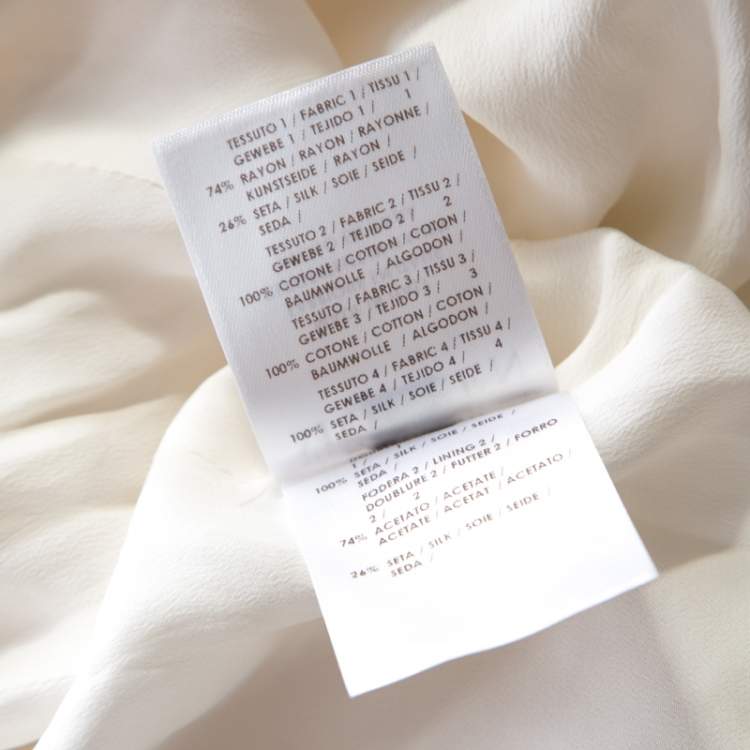 TESSUTO 1 / FABRIC 1 / TISSU 1 /
GEWEBE 1 / TEJIDO 1 / 1
74% RAYON / RAYON / RAYONNE /
KUNSTSEIDE / RAYON /
26% SETA / SILK / SOIE / SEIDE /
SEDA /
TESSUTO 2 / FABRIC 2 / TISSU 2 /
GEWEBE 2 / TEJIDO 2 / 2
100% COTONE / COTTON / COTON /
BAUMWOLLE / ALGODON /
TESSUTO / FABRIC 3 / TISSU 3 /
GEWEBE 3 / TEJIDO 3 / 3
100% COTONE / COTTON / COTON /
BAUMWOLLE / ALGODON /
TESSUTO 4 / FABRIC 4 / TISSU 4 /
GEWEBE 4 / TEJIDO 4 / 4
100% SETA / SILK / SOIE / SEIDE /
SEDA /
1 /
100% SETA / SILK / SOIE / SEIDE /
SEDA /
FODERA 2 / LINING 2 /
DOUBLURE 2 / FUTTER 2 / FORRO
2 / 2
74% ACETATO / ACETATE /
ACETATE / ACETAT / ACETATO /
26% SETA / SILK / SOIE / SEIDE /
SEDA /